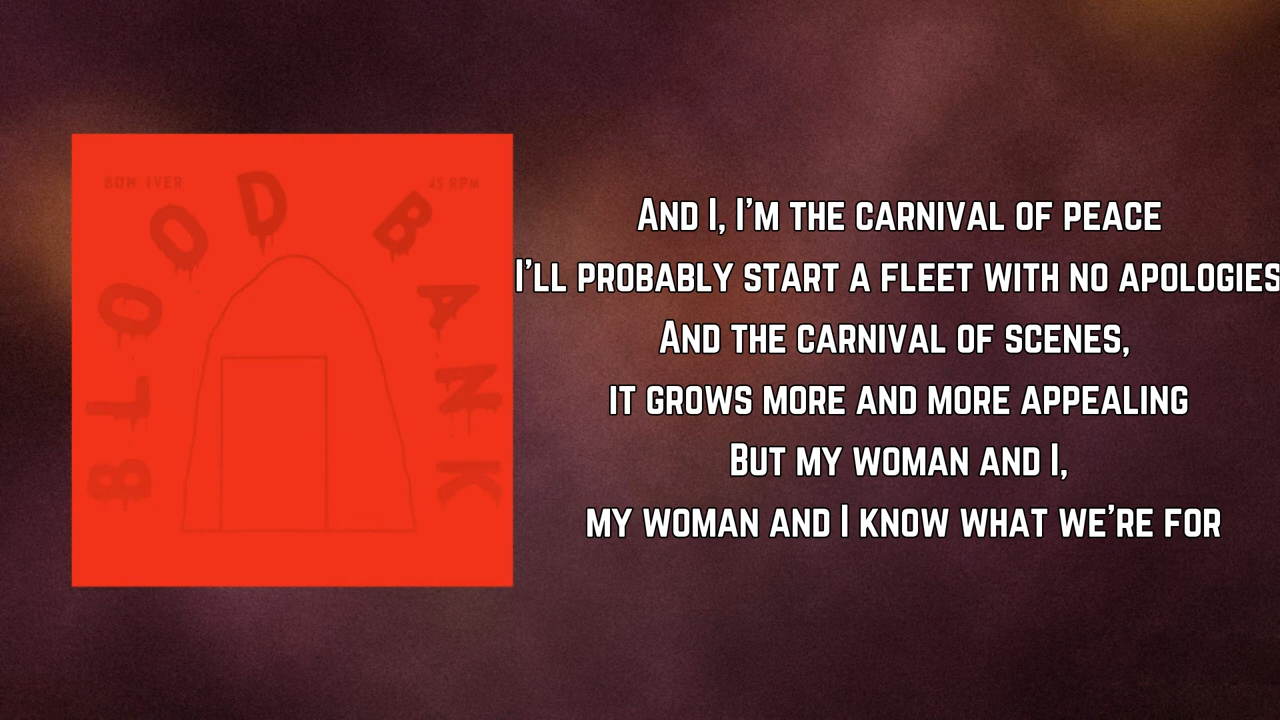 BON IVER
45 RPM
BLOOD BANK
And I, I'm the carnival of peace
I'll probably start a fleet with no apologies
And the carnival of scenes,
it grows more and more appealing
But my woman and I,
my woman and I know what we're for